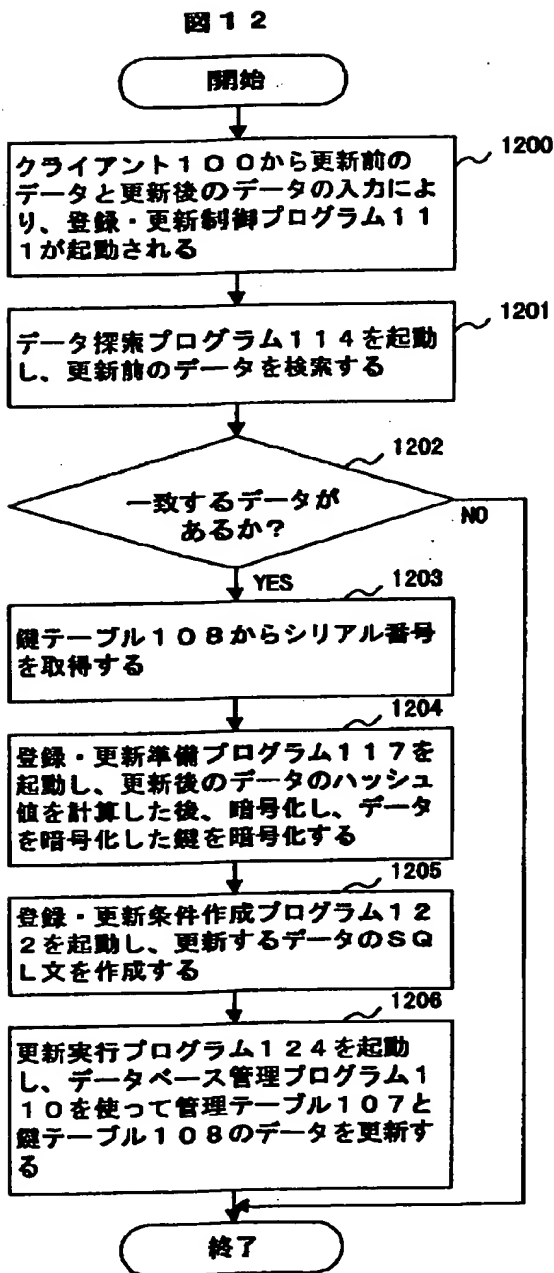 図12
開始
1200
クライアント100から更新前の
データと更新後のデータの入力によ
り、登録・更新制御プログラム11
1が起動される
1201
データ探索プログラム114を起動
し、更新前のデータを検索する
1202
一致するデータが
あるか?
NO
YES
1203
鍵テーブル108からシリアル番号
を取得する
1204
登録・更新準備プログラム117を
起動し、更新後のデータのハッシュ
値を計算した後、暗号化し、データ
を暗号化した鍵を暗号化する
1205
登録・更新条件作成プログラム12
2を起動し、更新するデータのSQ
L文を作成する
1206
更新実行プログラム124を起動
し、データベース管理プログラム1
10を使って管理テーブル107と
鍵テーブル108のデータを更新す
る
終了